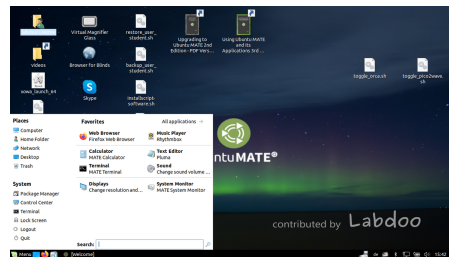 Virtual Magnifier
Glass
restore_user_
student.sh
Upgrading to
Ubuntu MATE 2nd
Edition - PDF Vers...
Using Ubuntu MATE
and Its
Applications 3rd ...
videos
Browser for Blinds
backup_user_
student.sh
toggle_orca.sh
toggle_pico2wave.
sh
xowa_launch_en
Skype
installscript-
software.sh
Places
Computer
Home Folder
Network
Desktop
Trash
System
Package Manager
Control Center
Terminal
Lock Screen
Logout
Quit
Favorites
All applications
Web Browser
Firefox Web Browser
Music Player
Rhythmbox
Calculator
MATE Calculator
Text Editor
Pluma
Terminal
MATE Terminal
Sound
Change sound volume ...
Displays
Change resolution and...
System Monitor
MATE System Monitor
Search:
ntu MATE®
contributed by Labdoo
Menu
[Welcome]
15:42